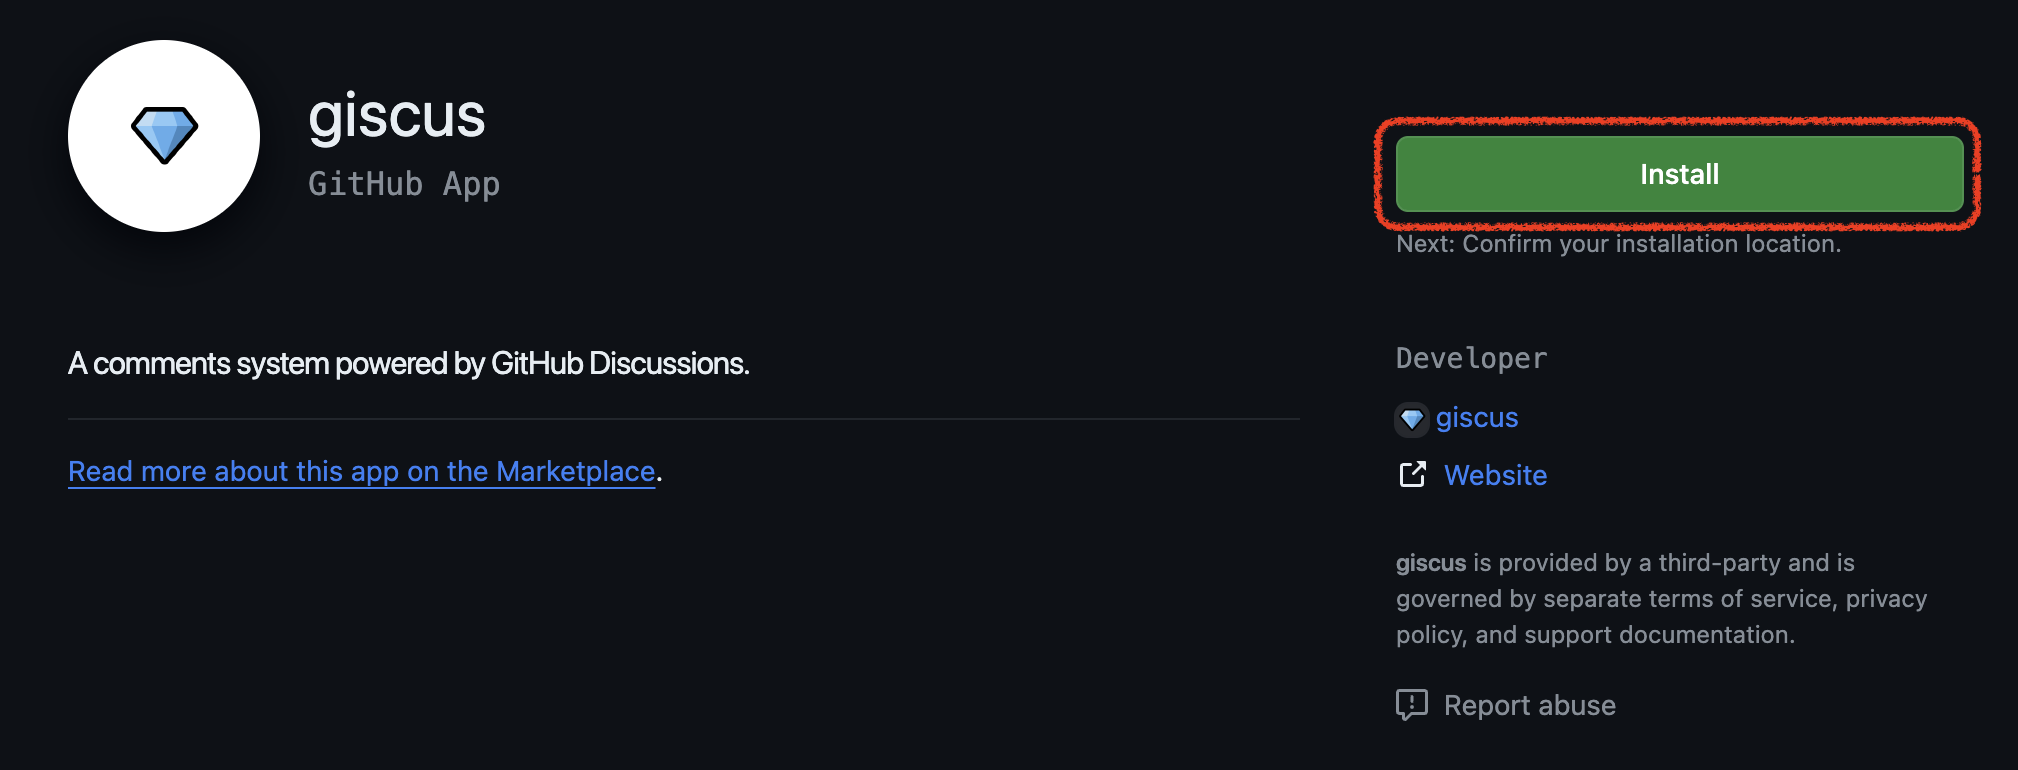 giscus
GitHub App
Install
Next: Confirm your installation location.
A comments system powered by GitHub Discussions.
Read more about this app on the Marketplace.
Developer
giscus
Website
giscus is provided by a third-party and is
governed by separate terms of service, privacy
policy, and support documentation.
Report abuse